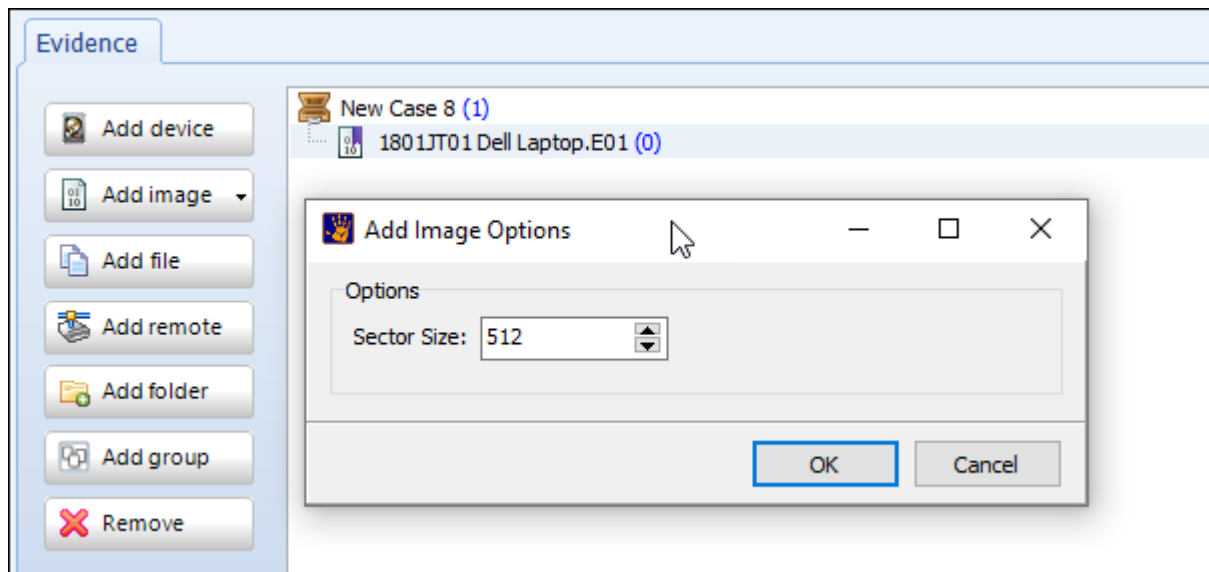 Evidence
Add device
Add image
Add file
Add remote
Add folder
Add group
Remove
New Case 8 (1)
1801JT01 Dell Laptop.E01 (0)
Add Image Options
Options
Sector Size: 512
OK Cancel